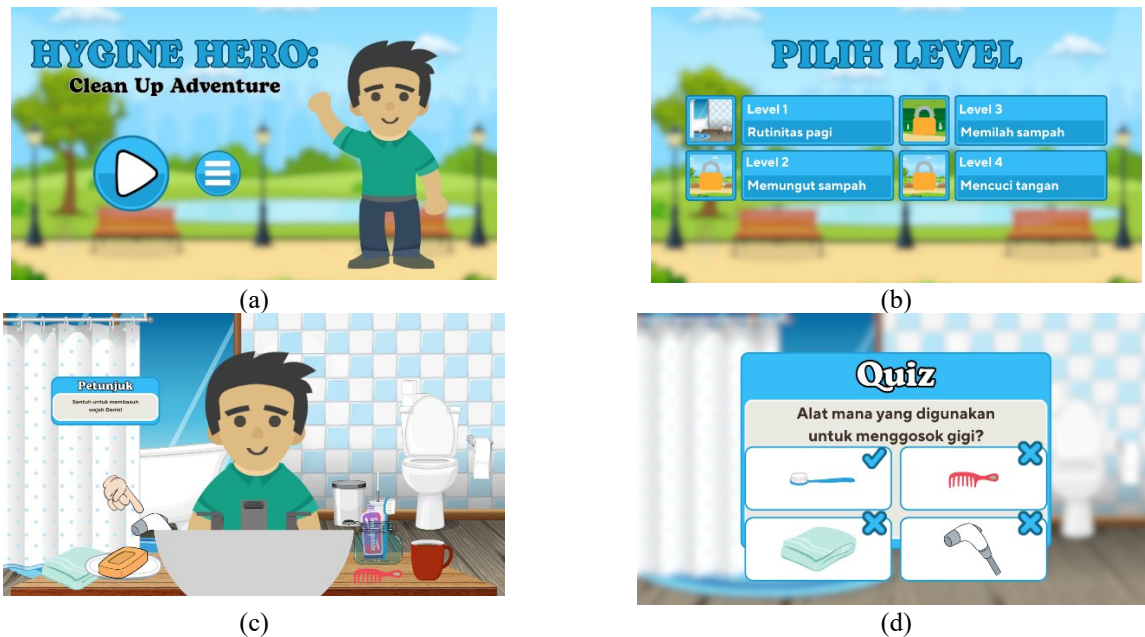 HYGINE HERO:
Clean Up Adventure
(a)
PILIH LEVEL
Level 1
Rutinitas pagi
Level 2
Memungut sampah
Level 3
Memilah sampah
Level 4
Mencuci tangan
(b)
Petunjuk
Sentuh untuk membasuh
wajah Denis!
(c)
Quiz
Alat mana yang digunakan
untuk menggosok gigi?
(d)